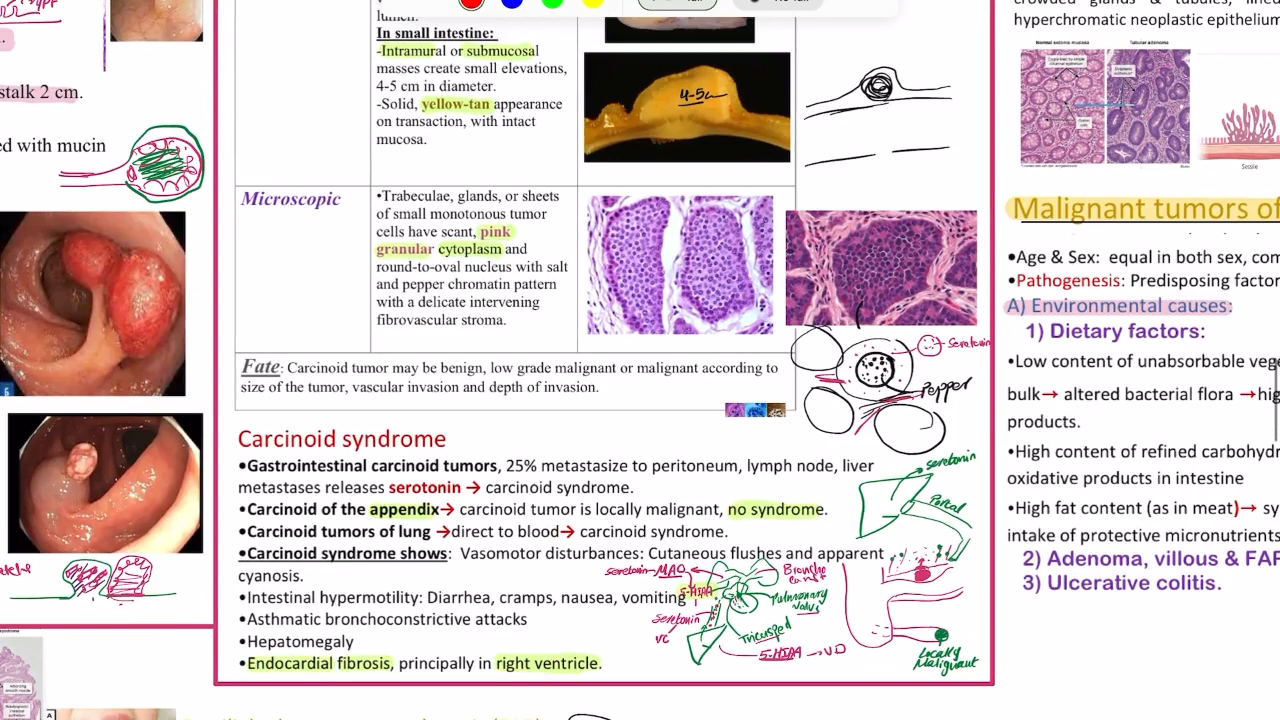 stalk 2 cm.
ed with mucin
lumen.
In small intestine:
-Intramural or submucosal
masses create small elevations,
4-5 cm in diameter.
-Solid, yellow-tan appearance
on transaction, with intact
mucosa.
4-5cm
Microscopic
•Trabeculae, glands, or sheets
of small monotonous tumor
cells have scant, pink
granular cytoplasm and
round-to-oval nucleus with salt
and pepper chromatin pattern
with a delicate intervening
fibrovascular stroma.
Serotonin
Pepper
Fate: Carcinoid tumor may be benign, low grade malignant or malignant according to
size of the tumor, vascular invasion and depth of invasion.
Carcinoid syndrome
•Gastrointestinal carcinoid tumors, 25% metastasize to peritoneum, lymph node, liver
metastases releases serotonin → carcinoid syndrome.
•Carcinoid of the appendix→ carcinoid tumor is locally malignant, no syndrome.
•Carcinoid tumors of lung →direct to blood→ carcinoid syndrome.
•Carcinoid syndrome shows: Vasomotor disturbances: Cutaneous flushes and apparent
cyanosis.
•Intestinal hypermotility: Diarrhea, cramps, nausea, vomiting
•Asthmatic bronchoconstrictive attacks
•Hepatomegaly
•Endocardial fibrosis, principally in right ventricle.
serotonin
Portal
serotonin MAO
5-HIAA
Pulmonary
valve
serotonin
VC
Tricuspid
5-HIAA → VD
Locally
Malignant
crowded glands & tubules, lined
hyperchromatic neoplastic epithelium
Normal colonic mucosa
Tubular adenoma
Sessile
Malignant tumors of
•Age & Sex: equal in both sex, com
•Pathogenesis: Predisposing factor
A) Environmental causes:
1) Dietary factors:
•Low content of unabsorbable vege
bulk→ altered bacterial flora →hig
products.
•High content of refined carbohydr
oxidative products in intestine
•High fat content (as in meat)→ sy
intake of protective micronutrients
2) Adenoma, villous & FAP
3) Ulcerative colitis.